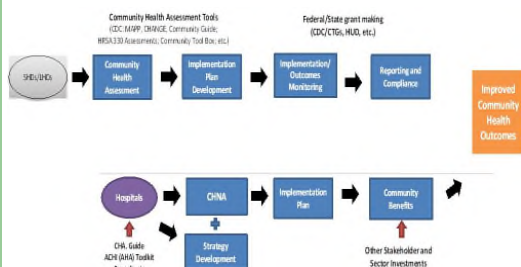 Community Health Assessment Tools
(CDC: MAPP, CHANGE, Community Guide;
HRSA 330 Assessments; Community Tool Box; etc.)
Federal/State grant making
(CDC/CTGs, HUD, etc.)
SHDs/LHDs
Community
Health
Assessment
Implementation
Plan
Development
Implementation/
Outcomes
Monitoring
Reporting and
Compliance
Improved
Community
Health
Outcomes
Hospitals
CHNA
Implementation
Plan
Community
Benefits
CHA, Guide
ACHI (AHA) Toolkit
Strategy
Development
Other Stakeholder and
Sector Investments